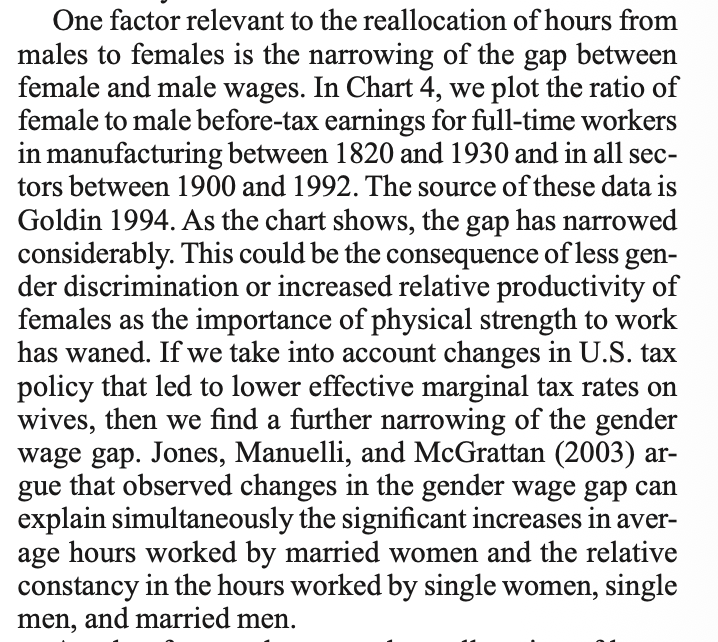 One factor relevant to the reallocation of hours from
males to females is the narrowing of the gap between
female and male wages. In Chart 4, we plot the ratio of
female to male before-tax earnings for full-time workers
in manufacturing between 1820 and 1930 and in all sec-
tors between 1900 and 1992. The source of these data is
Goldin 1994. As the chart shows, the gap has narrowed
considerably. This could be the consequence of less gen-
der discrimination or increased relative productivity of
females as the importance of physical strength to work
has waned. If we take into account changes in U.S. tax
policy that led to lower effective marginal tax rates on
wives, then we find a further narrowing of the gender
wage gap. Jones, Manuelli, and McGrattan (2003) ar-
gue that observed changes in the gender wage gap can
explain simultaneously the significant increases in aver-
age hours worked by married women and the relative
constancy in the hours worked by single women, single
men, and married men.